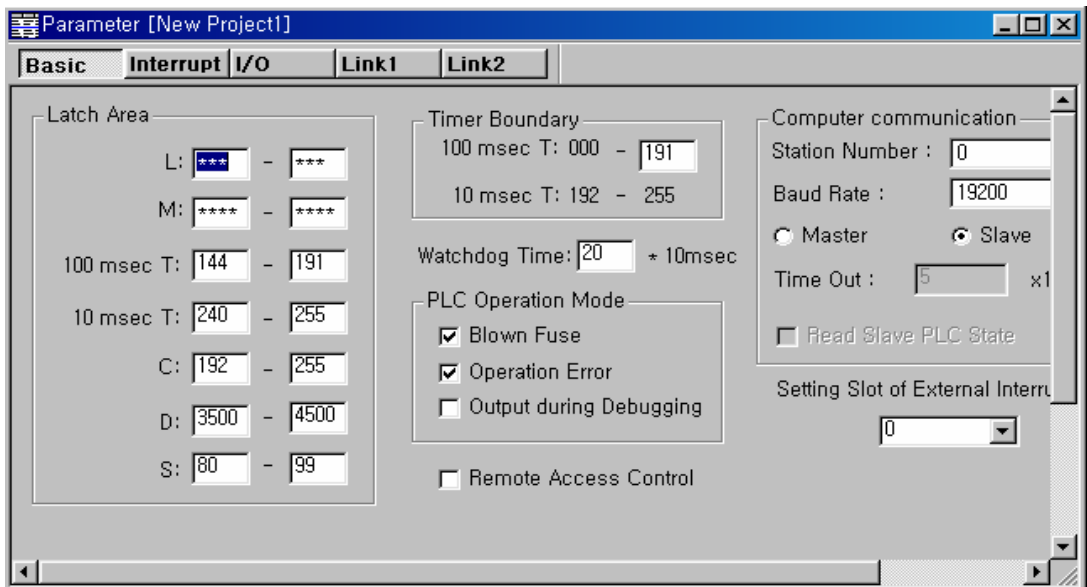 Parameter [New Project1]
Basic Interrupt I/O Link1 Link2
Latch Area
L: *** - ***
M: **** - ****
100 msec T: 144 - 191
10 msec T: 240 - 255
C: 192 - 255
D: 3500 - 4500
S: 80 - 99
Timer Boundary
100 msec T: 000 - 191
10 msec T: 192 - 255
Watchdog Time: 20 * 10msec
PLC Operation Mode
Blown Fuse
Operation Error
Output during Debugging
Remote Access Control
Computer communication
Station Number : 0
Baud Rate : 19200
Master Slave
Time Out : 5 x1
Read Slave PLC State
Setting Slot of External Interru
0